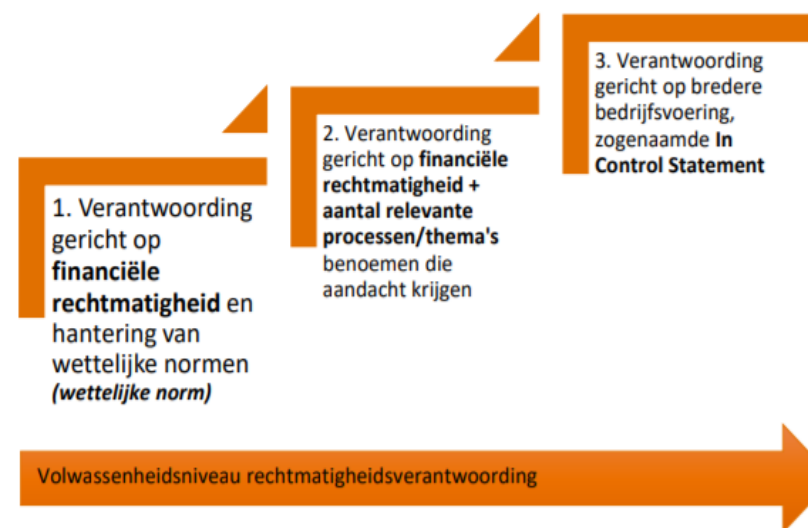 1. Verantwoording
gericht op
financiële
rechtmatigheid en
hantering van
wettelijke normen
(wettelijke norm)
2. Verantwoording
gericht op financiële
rechtmatigheid +
aantal relevante
processen/thema's
benoemen die
aandacht krijgen
3. Verantwoording
gericht op bredere
bedrijfsvoering,
zogenaamde In
Control Statement
Volwassenheidsniveau rechtmatigheidsverantwoording